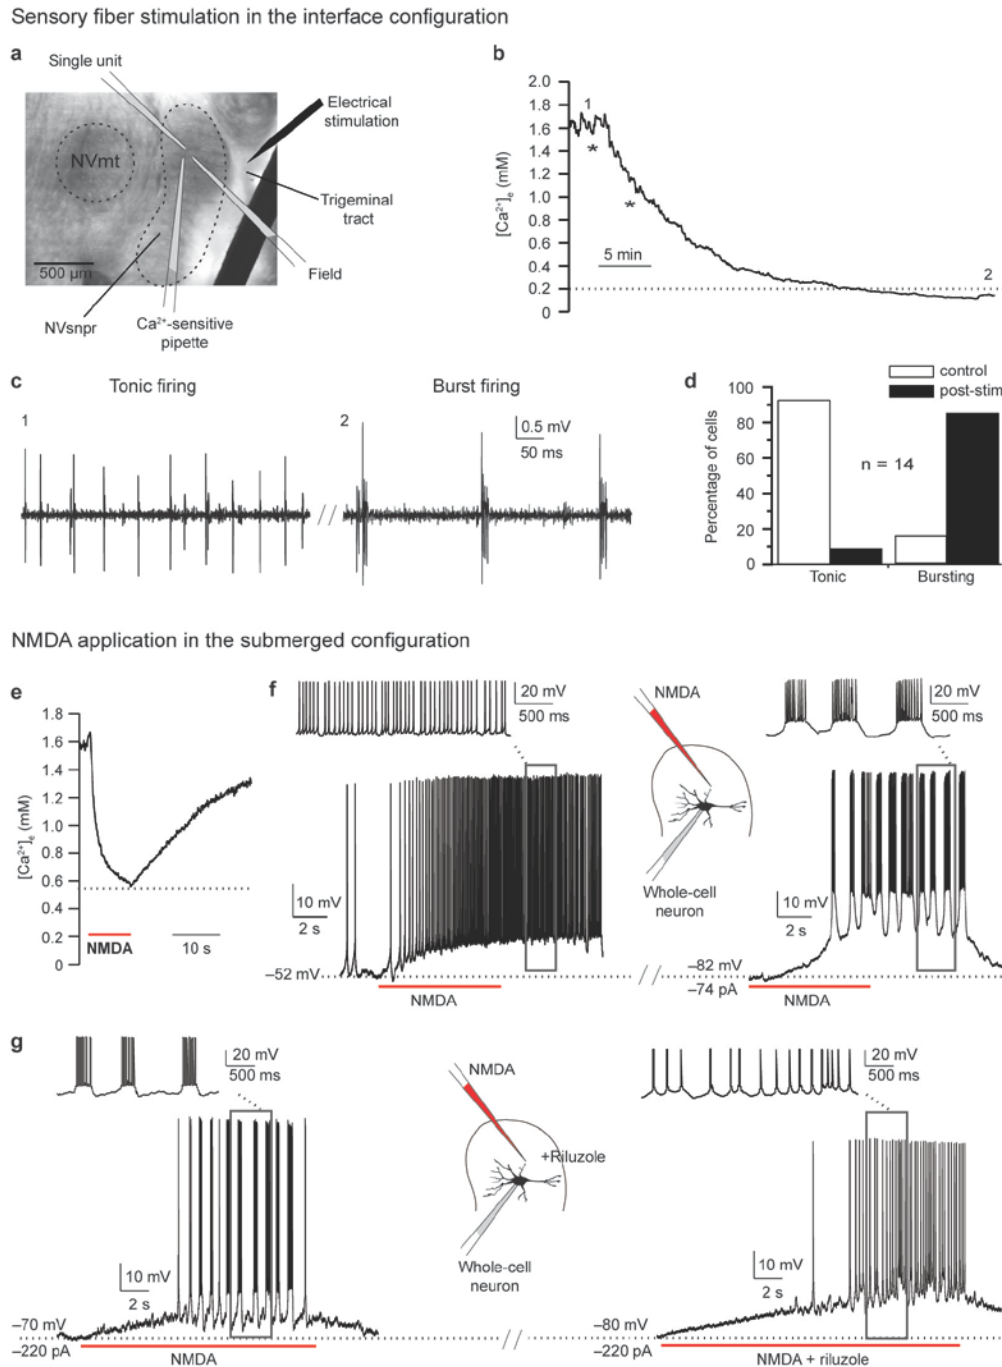 Sensory fiber stimulation in the interface configuration
a
Single unit
NVmt
Electrical
stimulation
Trigeminal
tract
500 µm
Field
NVsnpr
Ca²⁺-sensitive
pipette
b
[Ca²⁺]ₑ (mM)
2.0
1.8
1.6
1.4
1.2
1.0
0.8
0.6
0.4
0.2
0
1
*
*
5 min
2
c
Tonic firing
Burst firing
1
2
0.5 mV
50 ms
d
control
post-stim
Percentage of cells
100
80
60
40
20
0
n = 14
Tonic
Bursting
NMDA application in the submerged configuration
e
[Ca²⁺]ₑ (mM)
1.8
1.6
1.4
1.2
1.0
0.8
0.6
0.4
0.2
0
NMDA
10 s
f
20 mV
500 ms
10 mV
2 s
–52 mV
NMDA
NMDA
Whole-cell
neuron
20 mV
500 ms
10 mV
2 s
–82 mV
–74 pA
NMDA
g
20 mV
500 ms
10 mV
2 s
–70 mV
–220 pA
NMDA
NMDA
+Riluzole
Whole-cell
neuron
20 mV
500 ms
10 mV
2 s
–80 mV
–220 pA
NMDA + riluzole